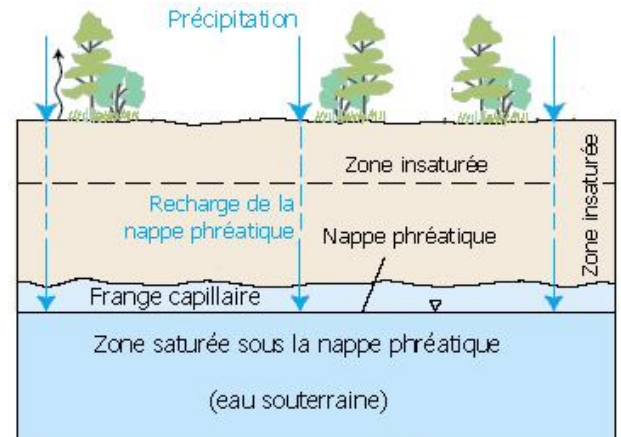 Précipitation
Zone insaturée
Zone insaturée
Recharge de la
nappe phréatique
Nappe phréatique
Frange capillaire
Zone saturée sous la nappe phréatique
(eau souterraine)